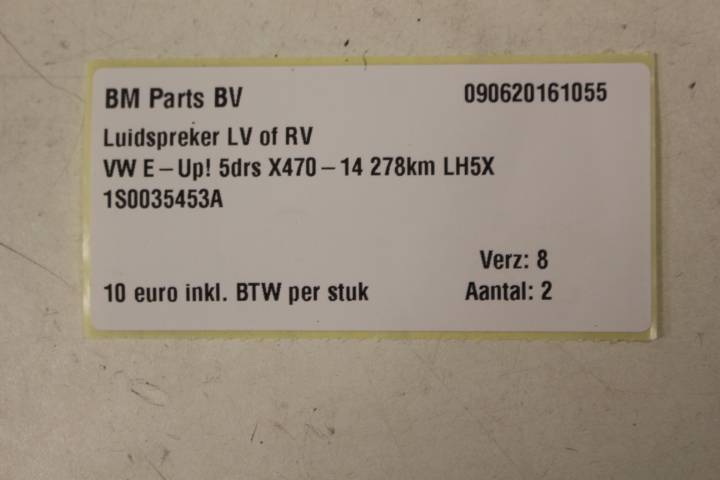 BM Parts BV 090620161055
Luidspreker LV of RV
VW E-Up! 5drs X470-14 278km LH5X
1S0035453A
Verz: 8
10 euro inkl. BTW per stuk Aantal: 2